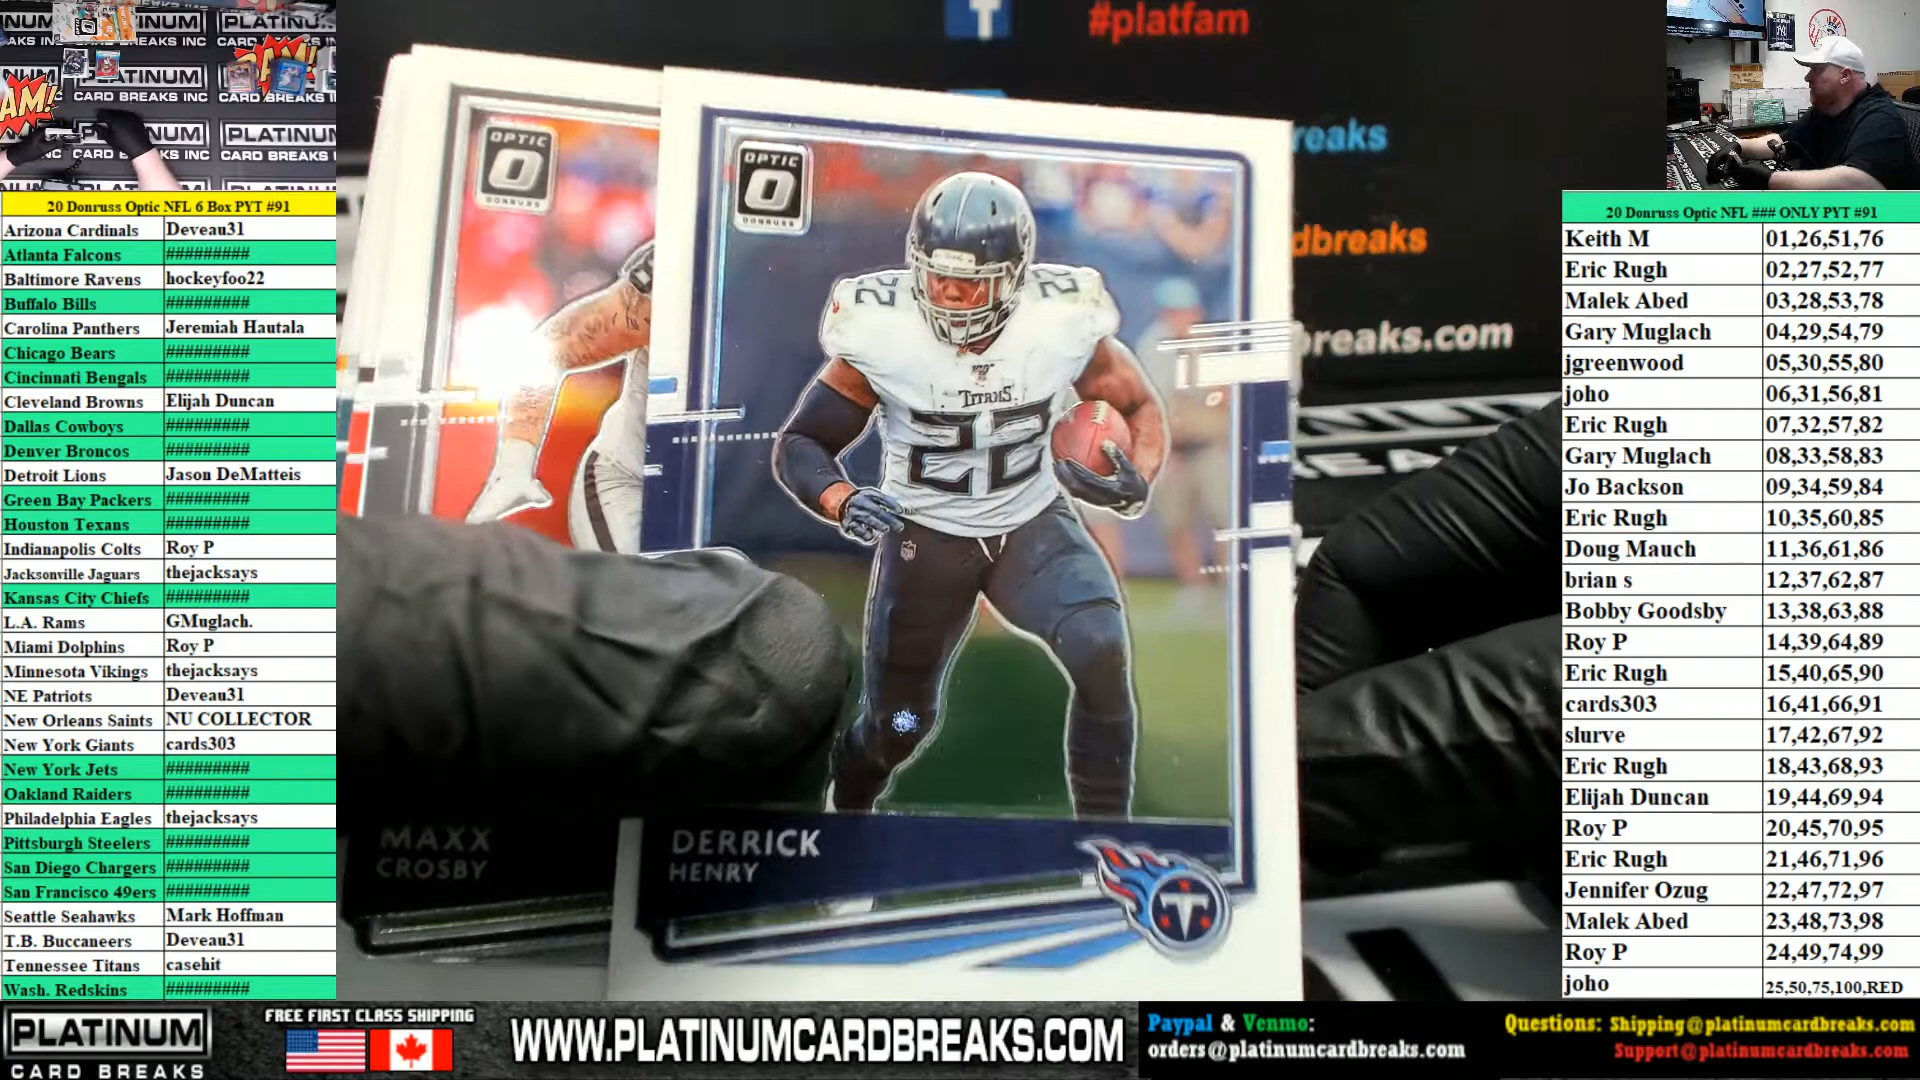 #platfam
breaks
dbreaks
breaks.com
PLATINUM
CARD BREAKS INC
OPTIC
DONRUSS
OPTIC
DONRUSS
TITANS
22
MAXX
CROSBY
DERRICK
HENRY
20 Donruss Optic NFL 6 Box PYT #91
Arizona Cardinals Deveau31
Atlanta Falcons #########
Baltimore Ravens hockeyfoo22
Buffalo Bills #########
Carolina Panthers Jeremiah Hautala
Chicago Bears #########
Cincinnati Bengals #########
Cleveland Browns Elijah Duncan
Dallas Cowboys #########
Denver Broncos #########
Detroit Lions Jason DeMatteis
Green Bay Packers #########
Houston Texans #########
Indianapolis Colts Roy P
Jacksonville Jaguars thejacksays
Kansas City Chiefs #########
L.A. Rams GMuglach.
Miami Dolphins Roy P
Minnesota Vikings thejacksays
NE Patriots Deveau31
New Orleans Saints NU COLLECTOR
New York Giants cards303
New York Jets #########
Oakland Raiders #########
Philadelphia Eagles thejacksays
Pittsburgh Steelers #########
San Diego Chargers #########
San Francisco 49ers #########
Seattle Seahawks Mark Hoffman
T.B. Buccaneers Deveau31
Tennessee Titans casehit
Wash. Redskins #########
20 Donruss Optic NFL ### ONLY PYT #91
Keith M 01,26,51,76
Eric Rugh 02,27,52,77
Malek Abed 03,28,53,78
Gary Muglach 04,29,54,79
jgreenwood 05,30,55,80
joho 06,31,56,81
Eric Rugh 07,32,57,82
Gary Muglach 08,33,58,83
Jo Backson 09,34,59,84
Eric Rugh 10,35,60,85
Doug Mauch 11,36,61,86
brian s 12,37,62,87
Bobby Goodsby 13,38,63,88
Roy P 14,39,64,89
Eric Rugh 15,40,65,90
cards303 16,41,66,91
slurve 17,42,67,92
Eric Rugh 18,43,68,93
Elijah Duncan 19,44,69,94
Roy P 20,45,70,95
Eric Rugh 21,46,71,96
Jennifer Ozug 22,47,72,97
Malek Abed 23,48,73,98
Roy P 24,49,74,99
joho 25,50,75,100,RED
PLATINUM
CARD BREAKS
FREE FIRST CLASS SHIPPING
WWW.PLATINUMCARDBREAKS.COM
Paypal & Venmo:
orders@platinumcardbreaks.com
Questions: Shipping@platinumcardbreaks.com
Support@platinumcardbreaks.com